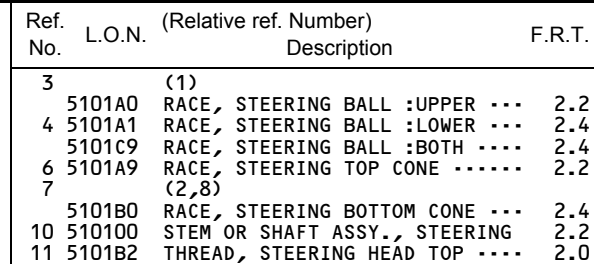 Ref. No. L.O.N. (Relative ref. Number) Description F.R.T.
3 (1)
5101A0 RACE, STEERING BALL :UPPER --- 2.2
4 5101A1 RACE, STEERING BALL :LOWER --- 2.4
5101C9 RACE, STEERING BALL :BOTH ---- 2.4
6 5101A9 RACE, STEERING TOP CONE ------ 2.2
7 (2,8)
5101B0 RACE, STEERING BOTTOM CONE --- 2.4
10 510100 STEM OR SHAFT ASSY., STEERING 2.2
11 5101B2 THREAD, STEERING HEAD TOP ---- 2.0